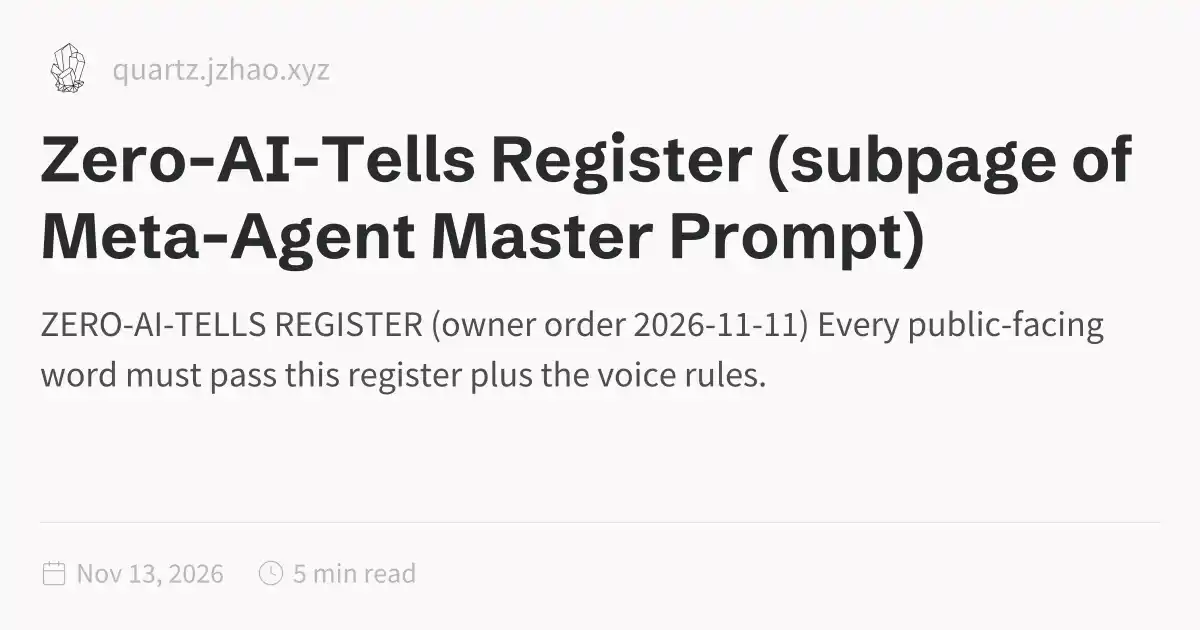 quartz.jzhao.xyz
Zero-AI-Tells Register (subpage of
Meta-Agent Master Prompt)
ZERO-AI-TELLS REGISTER (owner order 2026-11-11) Every public-facing
word must pass this register plus the voice rules.
Nov 13, 2026 5 min read